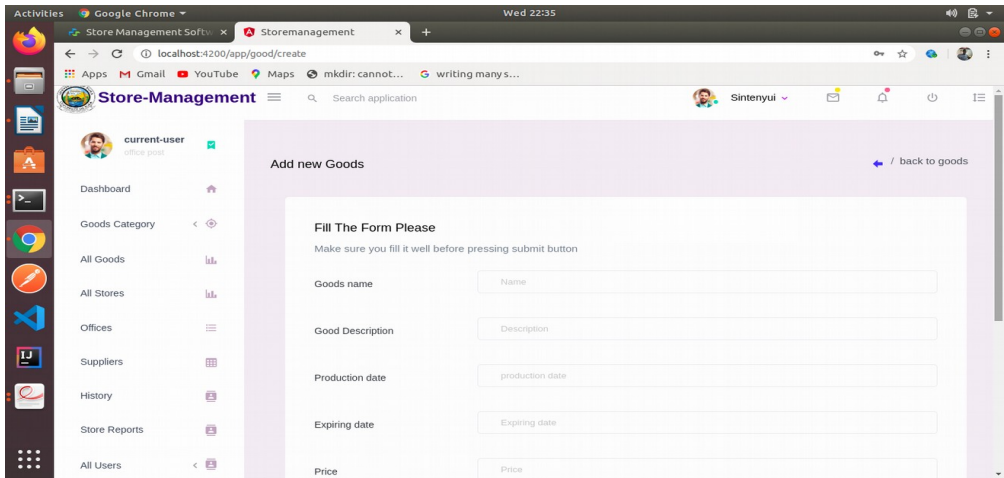 Activities Google Chrome Wed 22:35
Store Management Softw × Storemanagement × +
localhost:4200/app/good/create
Apps M Gmail YouTube Maps mkdir: cannot... G writing many s...
Store-Management Search application Sintenyui
current-user
office post
Add new Goods / back to goods
Dashboard
Goods Category
All Goods
All Stores
Offices
Suppliers
History
Store Reports
All Users
Fill The Form Please
Make sure you fill it well before pressing submit button
Goods name Name
Good Description Description
Production date production date
Expiring date Expiring date
Price Price